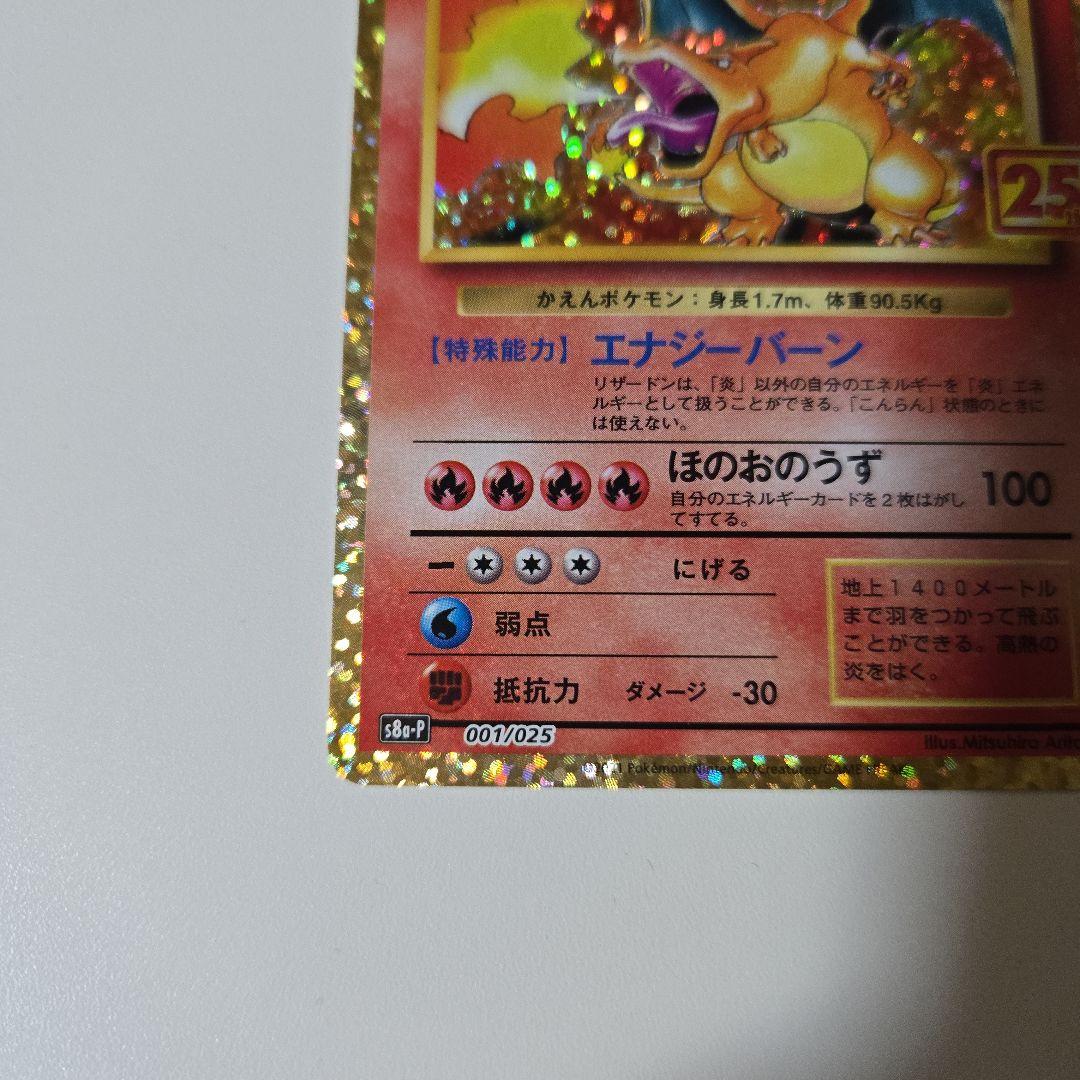 25
かえんポケモン：身長1.7m、体重90.5Kg
【特殊能力】 エナジーバーン
リザードンは、「炎」以外の自分のエネルギーを「炎」エネ
ルギーとして扱うことができる。「こんらん」状態のときに
は使えない。
ほのおのうず 100
自分のエネルギーカードを2枚はがし
てすてる。
ー にげる
弱点
抵抗力 ダメージ -30
地上1400メートル
まで羽をつかって飛ぶ
ことができる。高熱の
炎をはく。
s8a-P 001/025
Illus.Mitsuhiro Arita
Pokémon/Nintendo/Creatures/GAME